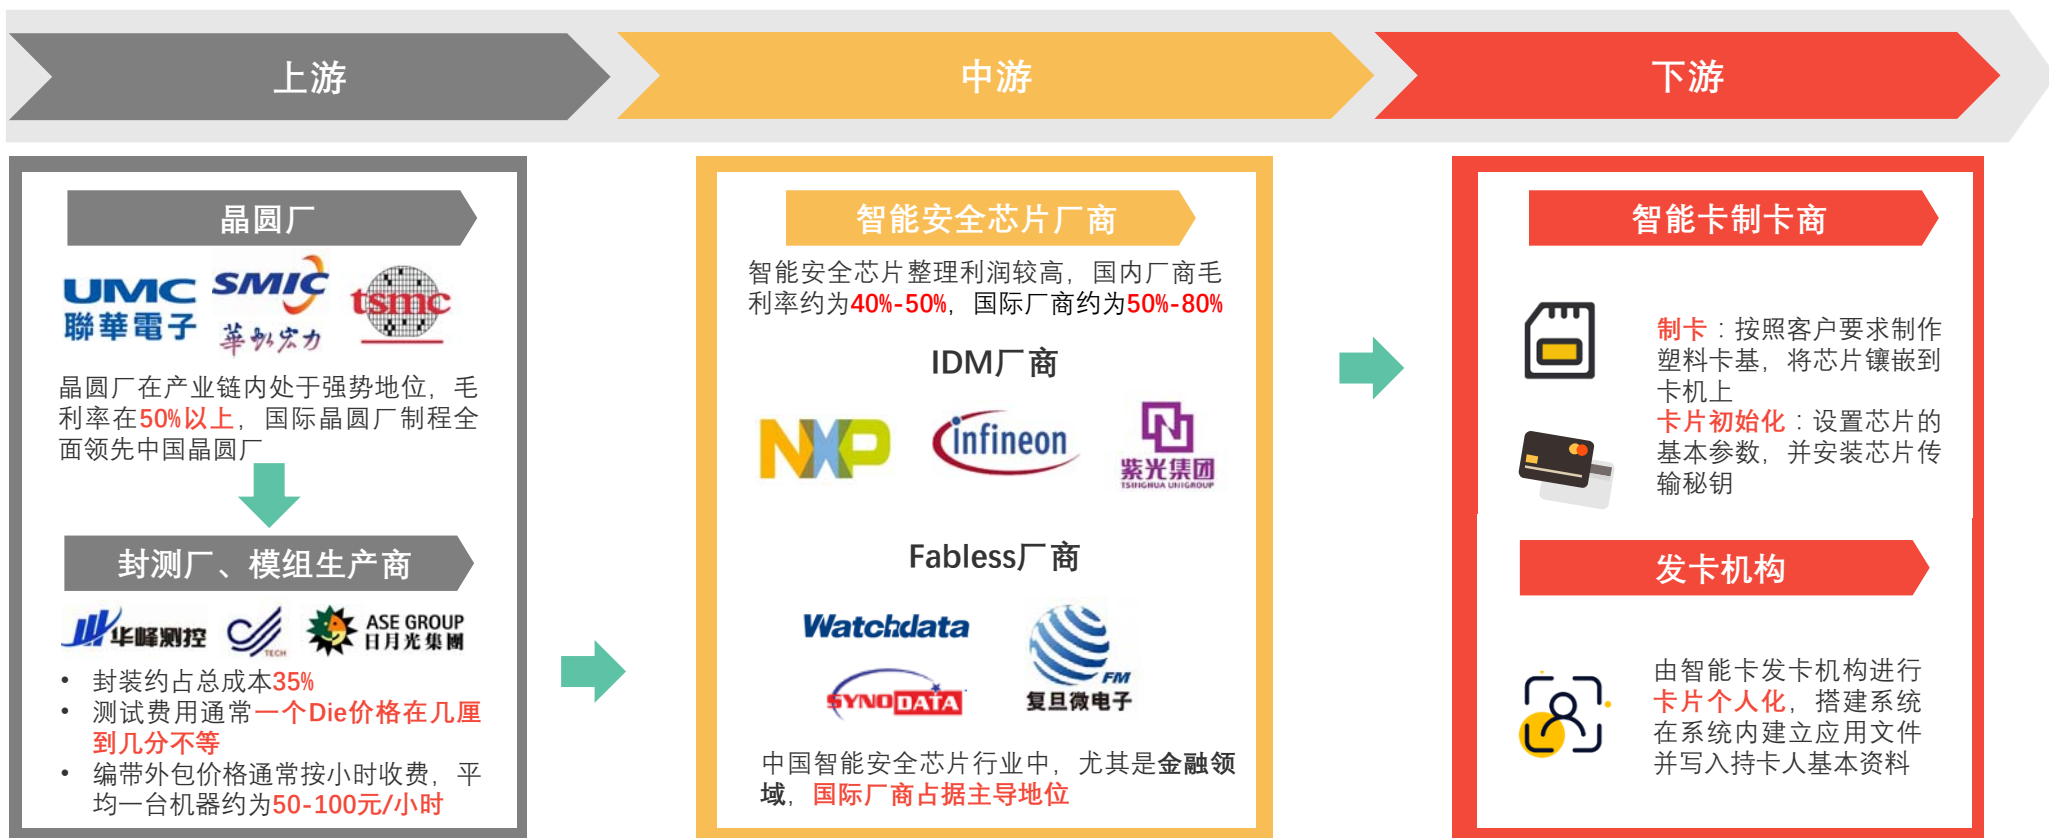 上游
中游
下游
晶圆厂
UMC
聯華電子
SMIC
華虹宏力
tsmc
晶圆厂在产业链内处于强势地位，毛
利率在50%以上，国际晶圆厂制程全
面领先中国晶圆厂
封测厂、模组生产商
华峰测控
TECH
ASE GROUP
日月光集團
• 封装约占总成本35%
• 测试费用通常一个Die价格在几厘
到几分不等
• 编带外包价格通常按小时收费，平
均一台机器约为50-100元/小时
智能安全芯片厂商
智能安全芯片整理利润较高，国内厂商毛
利率约为40%-50%，国际厂商约为50%-80%
IDM厂商
NXP
infineon
紫光集团
TSINGHUA UNIGROUP
Fabless厂商
Watchdata
SYNODATA
FM
复旦微电子
中国智能安全芯片行业中，尤其是金融领
域，国际厂商占据主导地位
智能卡制卡商
制卡：按照客户要求制作
塑料卡基，将芯片镶嵌到
卡机上
卡片初始化：设置芯片的
基本参数，并安装芯片传
输秘钥
发卡机构
由智能卡发卡机构进行
卡片个人化，搭建系统
在系统内建立应用文件
并写入持卡人基本资料